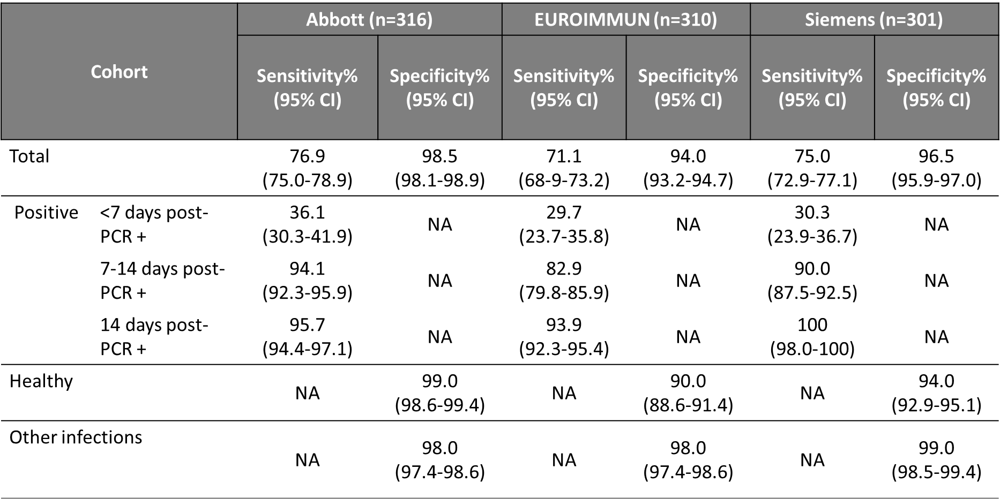 Abbott (n=316) EUROIMMUN (n=310) Siemens (n=301)
Cohort
Sensitivity% Specificity% Sensitivity% Specificity% Sensitivity% Specificity%
(95% CI) (95% CI) (95% CI) (95% CI) (95% CI) (95% CI)
Total 76.9 98.5 71.1 94.0 75.0 96.5
(75.0-78.9) (98.1-98.9) (68-9-73.2) (93.2-94.7) (72.9-77.1) (95.9-97.0)
Positive <7 days post- 36.1 NA 29.7 NA 30.3 NA
PCR + (30.3-41.9) (23.7-35.8) (23.9-36.7)
7-14 days post- 94.1 NA 82.9 NA 90.0 NA
PCR + (92.3-95.9) (79.8-85.9) (87.5-92.5)
14 days post- 95.7 NA 93.9 NA 100 NA
PCR + (94.4-97.1) (92.3-95.4) (98.0-100)
Healthy NA 99.0 NA 90.0 NA 94.0
(98.6-99.4) (88.6-91.4) (92.9-95.1)
Other infections NA 98.0 NA 98.0 NA 99.0
(97.4-98.6) (97.4-98.6) (98.5-99.4)